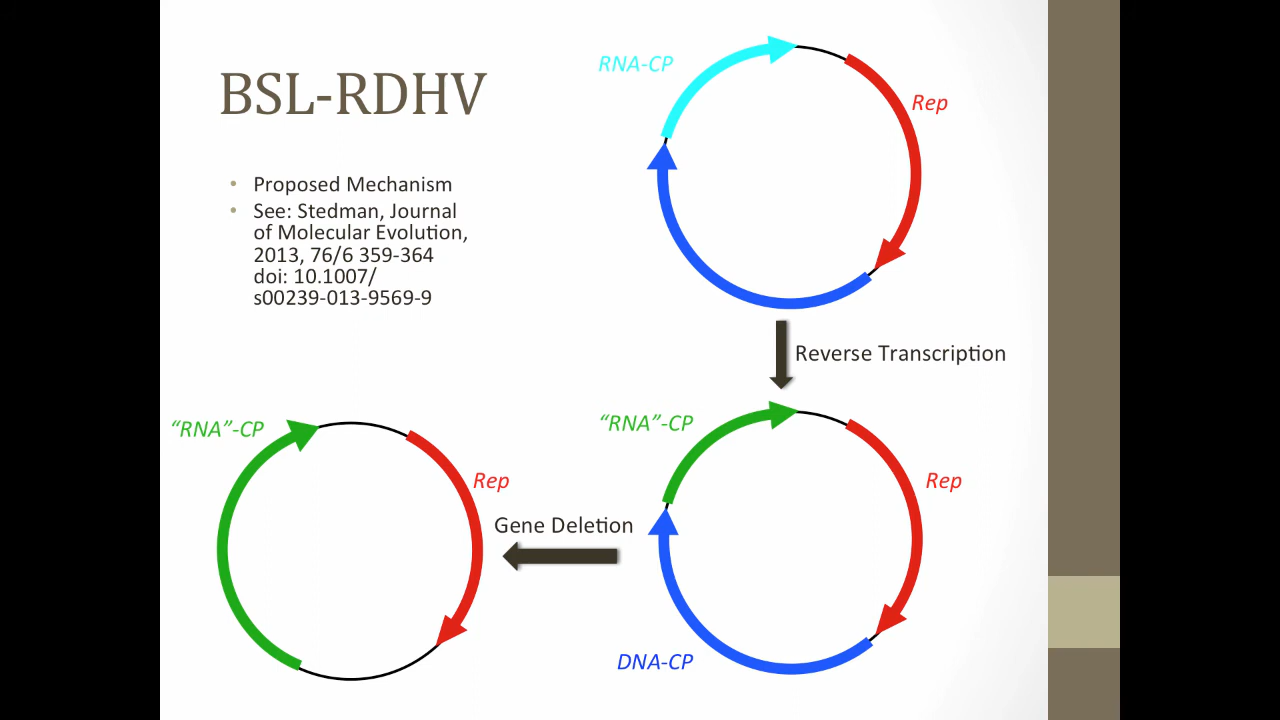 BSL-RDHV
• Proposed Mechanism
• See: Stedman, Journal
of Molecular Evolution,
2013, 76/6 359-364
doi: 10.1007/
s00239-013-9569-9
RNA-CP
Rep
Reverse Transcription
“RNA”-CP
Rep
DNA-CP
Gene Deletion
“RNA”-CP
Rep